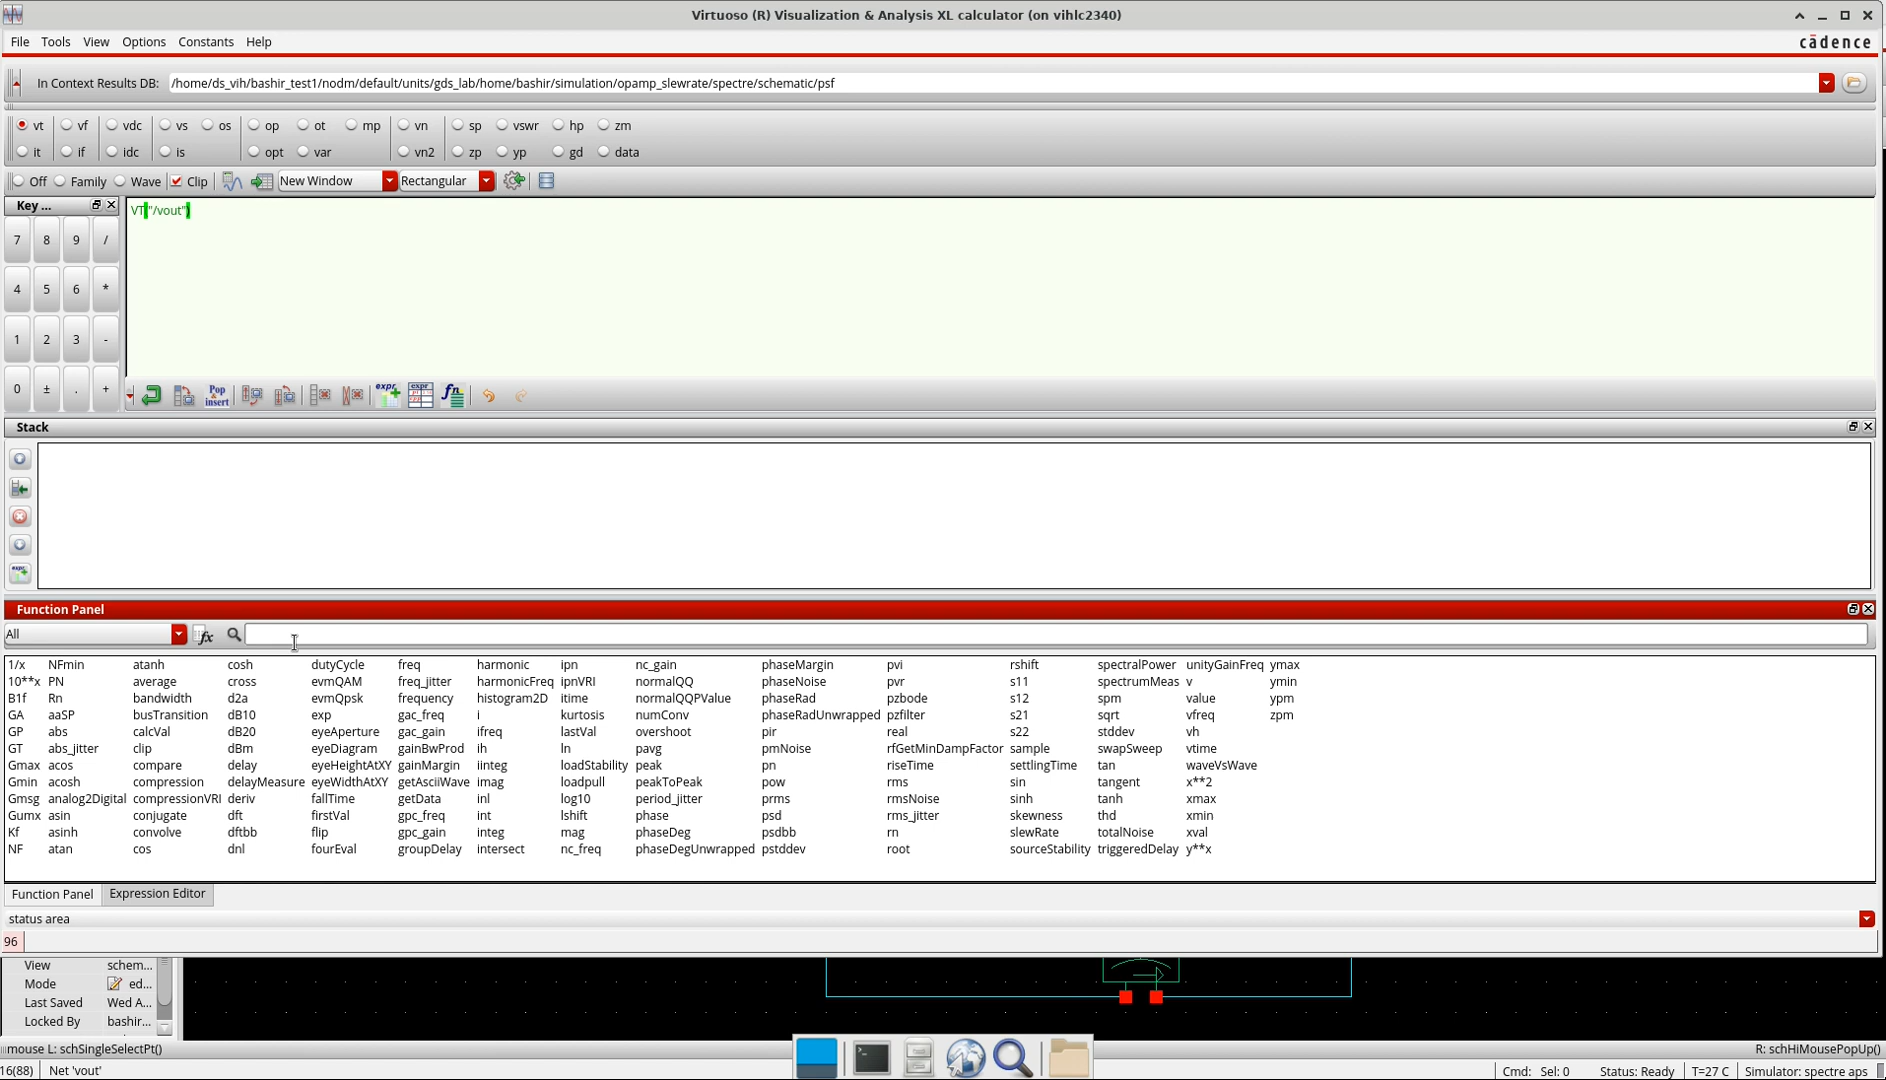 Virtuoso (R) Visualization & Analysis XL calculator (on vihlc2340)
File Tools View Options Constants Help
cādence
In Context Results DB: /home/ds_vih/bashir_test1/nodm/default/units/gds_lab/home/bashir/simulation/opamp_slewrate/spectre/schematic/psf
vt vf vdc vs os op ot mp vn sp vswr hp zm
it if idc is opt var vn2 zp yp gd data
Off Family Wave Clip New Window Rectangular
Key ...
VT("/vout")
7 8 9 /
4 5 6 *
1 2 3 -
0 ± . +
Pop insert expr expr fn
Stack
expr
Function Panel
All fx
1/x NFmin atanh cosh dutyCycle freq harmonic ipn nc_gain phaseMargin pvi rshift spectralPower unityGainFreq ymax
10**x PN average cross evmQAM freq_jitter harmonicFreq ipnVRI normalQQ phaseNoise pvr s11 spectrumMeas v ymin
B1f Rn bandwidth d2a evmQpsk frequency histogram2D itime normalQQPValue phaseRad pzbode s12 spm value ypm
GA aaSP busTransition dB10 exp gac_freq i kurtosis numConv phaseRadUnwrapped pzfilter s21 sqrt vfreq zpm
GP abs calcVal dB20 eyeAperture gac_gain ifreq lastVal overshoot pir real s22 stddev vh
GT abs_jitter clip dBm eyeDiagram gainBwProd ih ln pavg pmNoise rfGetMinDampFactor sample swapSweep vtime
Gmax acos compare delay eyeHeightAtXY gainMargin iinteg loadStability peak pn riseTime settlingTime tan waveVsWave
Gmin acosh compression delayMeasure eyeWidthAtXY getAsciiWave imag loadpull peakToPeak pow rms sin tangent x**2
Gmsg analog2Digital compressionVRI deriv fallTime getData inl log10 period_jitter prms rmsNoise sinh tanh xmax
Gumx asin conjugate dft firstVal gpc_freq int lshift phase psd rms_jitter skewness thd xmin
Kf asinh convolve dftbb flip gpc_gain integ mag phaseDeg psdbb rn slewRate totalNoise xval
NF atan cos dnl fourEval groupDelay intersect nc_freq phaseDegUnwrapped pstddev root sourceStability triggeredDelay y**x
Function Panel Expression Editor
status area
96
View schem...
Mode ed...
Last Saved Wed A...
Locked By bashir...
mouse L: schSingleSelectPt() R: schHiMousePopUp()
16(88) Net 'vout' Cmd: Sel: 0 Status: Ready T=27 C Simulator: spectre aps